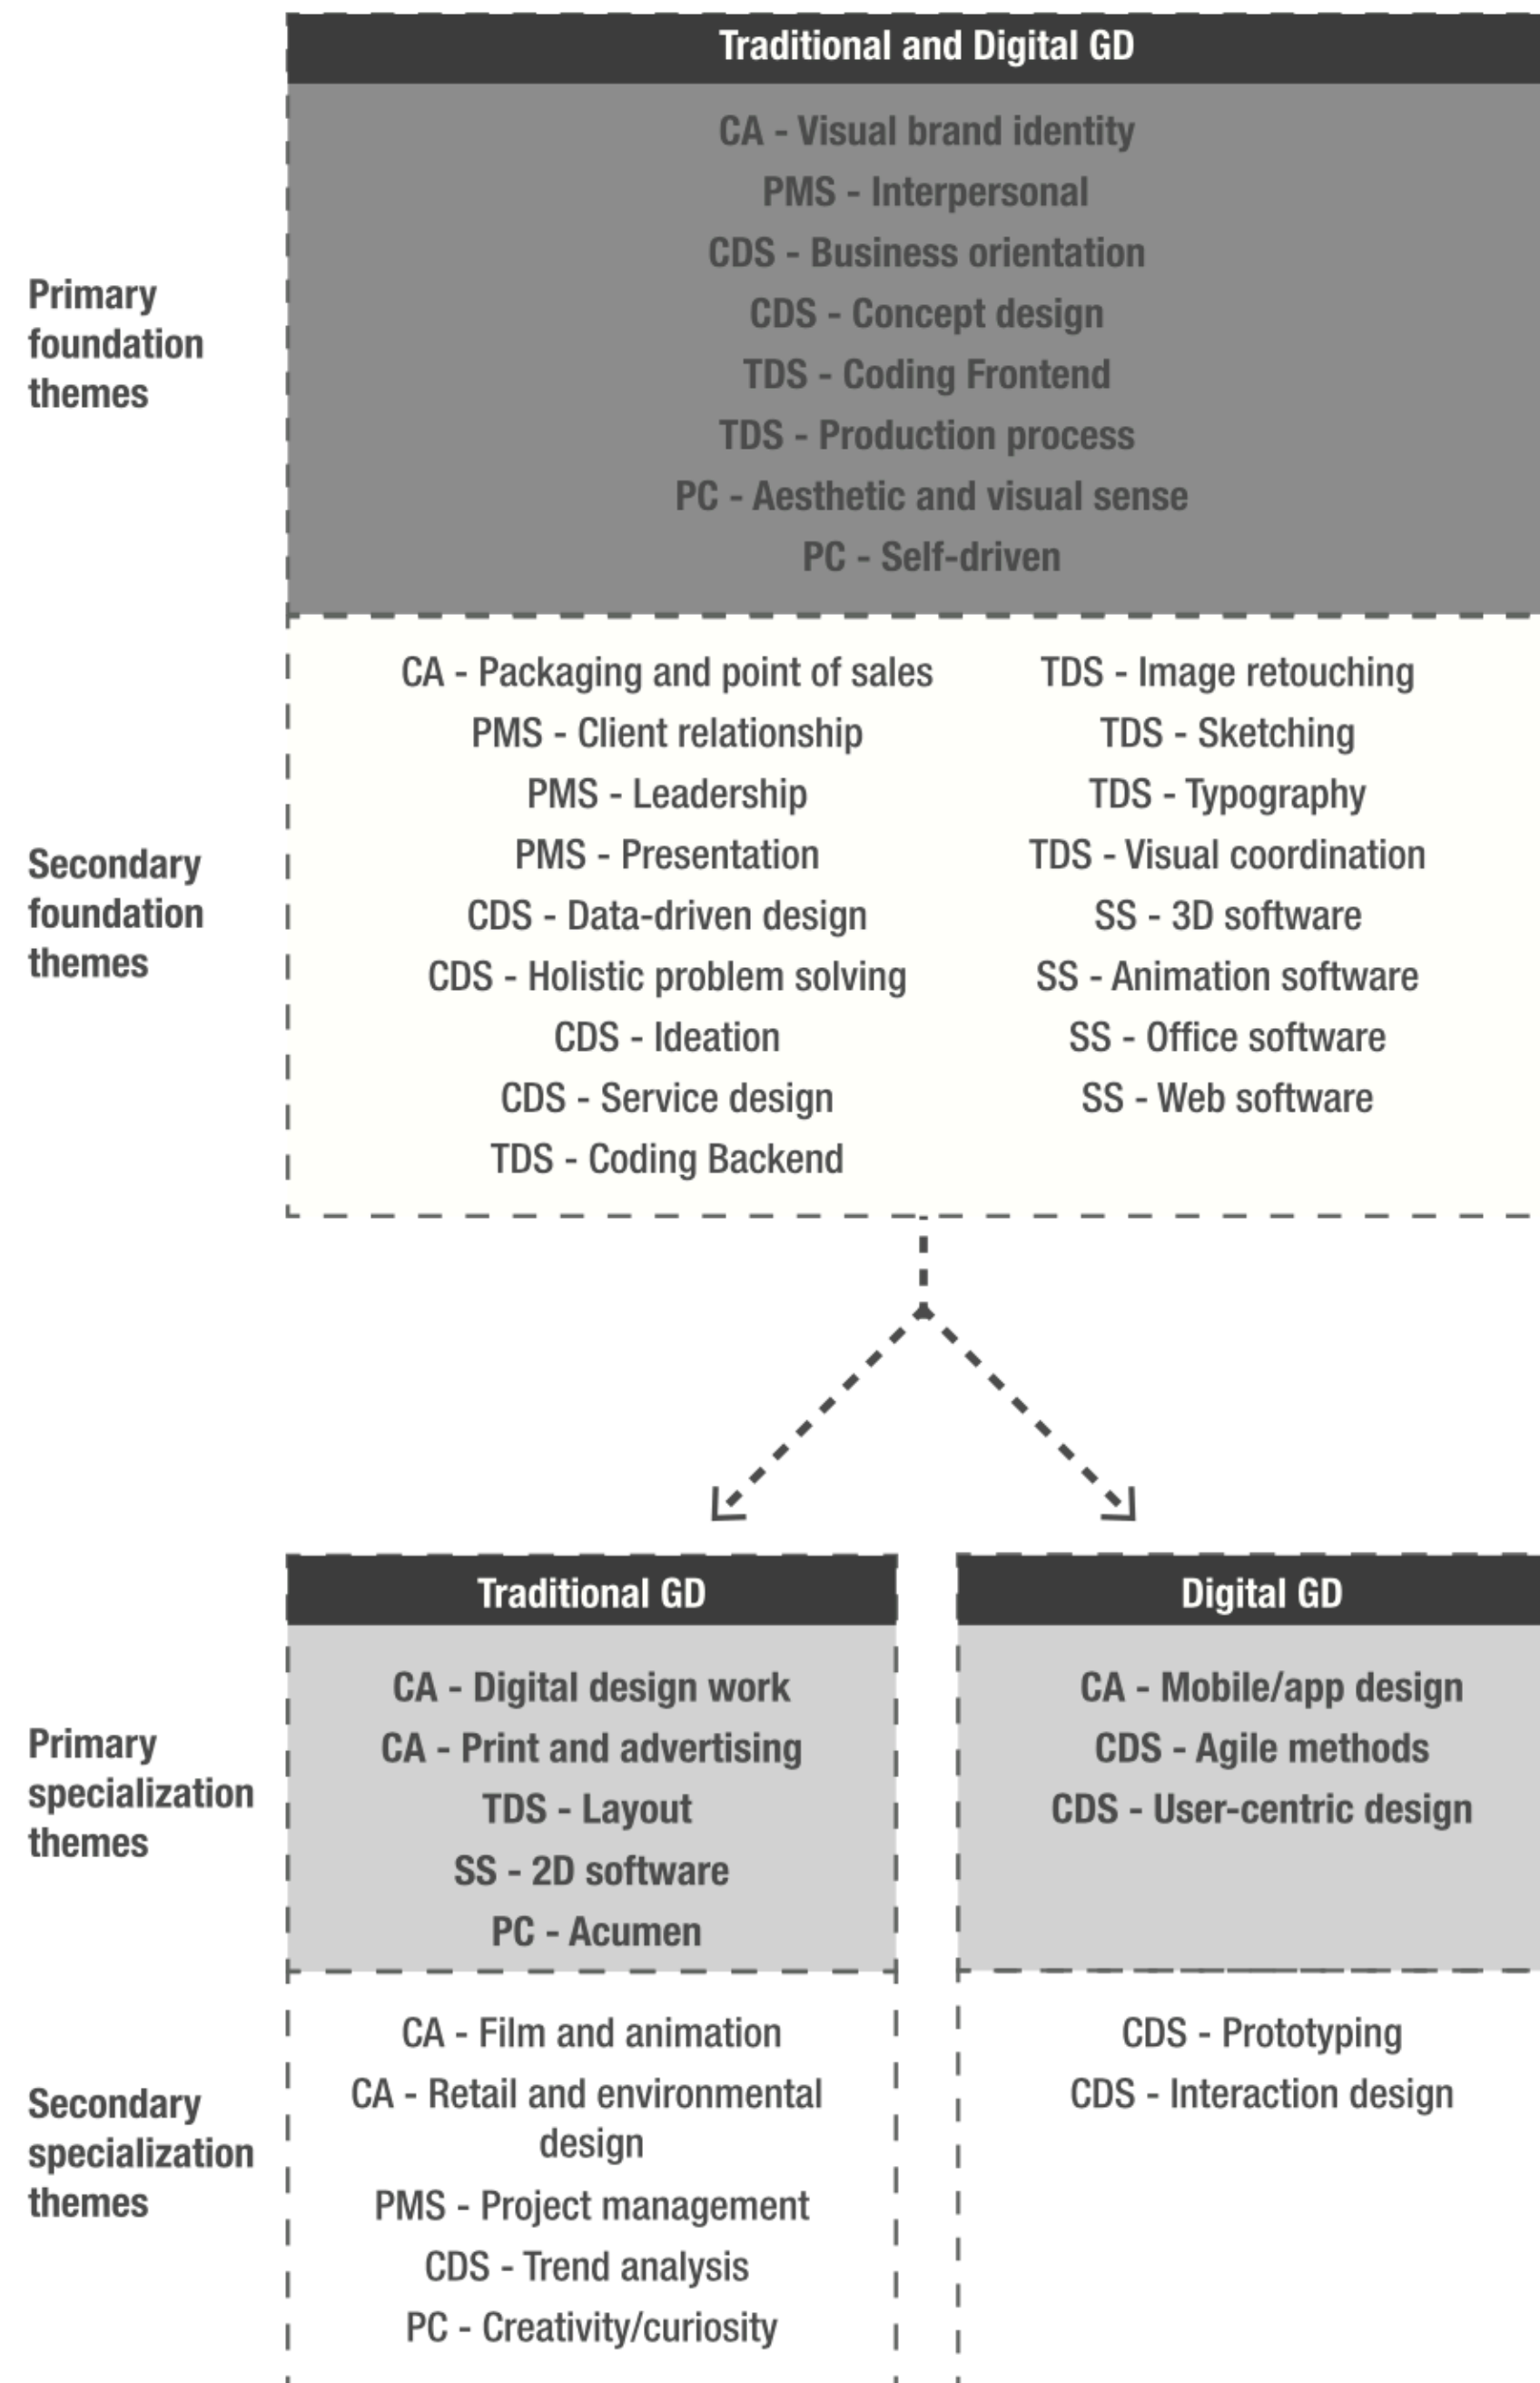 Traditional and Digital GD
Primary
foundation
themes
CA - Visual brand identity
PMS - Interpersonal
CDS - Business orientation
CDS - Concept design
TDS - Coding Frontend
TDS - Production process
PC - Aesthetic and visual sense
PC - Self-driven
Secondary
foundation
themes
CA - Packaging and point of sales
PMS - Client relationship
PMS - Leadership
PMS - Presentation
CDS - Data-driven design
CDS - Holistic problem solving
CDS - Ideation
CDS - Service design
TDS - Coding Backend
TDS - Image retouching
TDS - Sketching
TDS - Typography
TDS - Visual coordination
SS - 3D software
SS - Animation software
SS - Office software
SS - Web software
Traditional GD
Digital GD
Primary
specialization
themes
CA - Digital design work
CA - Print and advertising
TDS - Layout
SS - 2D software
PC - Acumen
CA - Mobile/app design
CDS - Agile methods
CDS - User-centric design
Secondary
specialization
themes
CA - Film and animation
CA - Retail and environmental
design
PMS - Project management
CDS - Trend analysis
PC - Creativity/curiosity
CDS - Prototyping
CDS - Interaction design